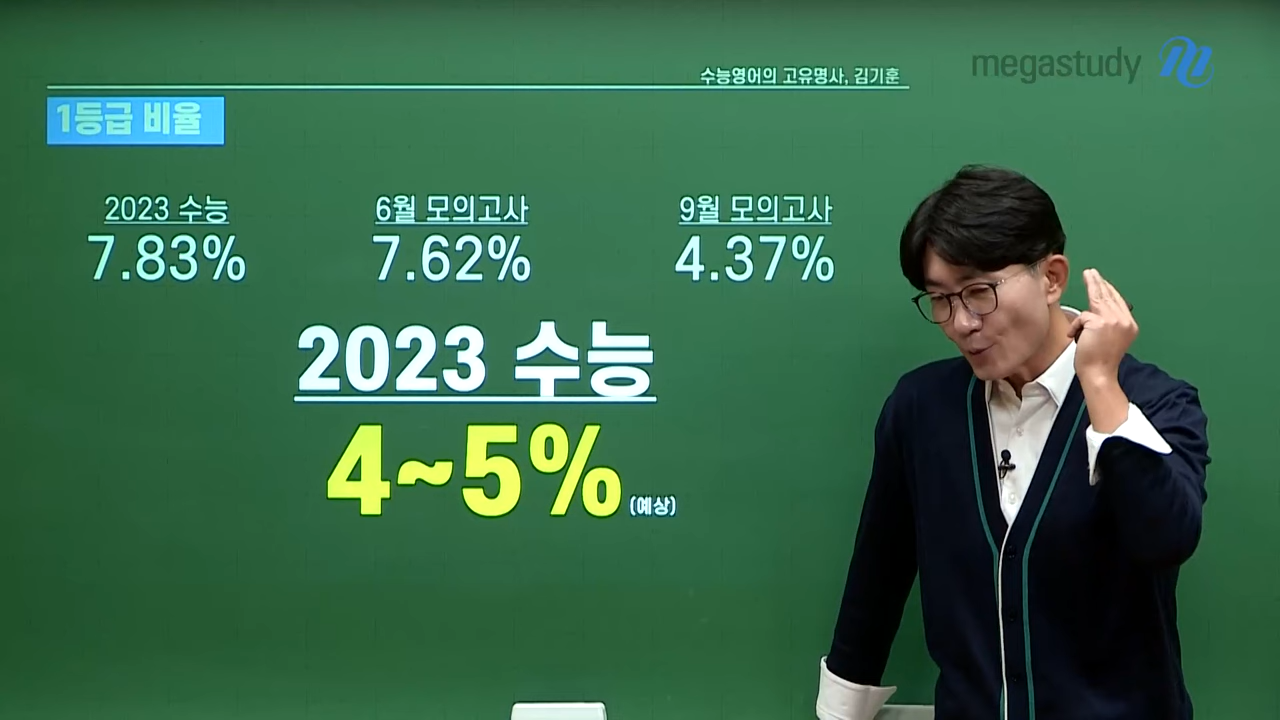 megastudy
수능영어의 고유명사, 김기훈
1등급 비율
2023 수능
7.83%
6월 모의고사
7.62%
9월 모의고사
4.37%
2023 수능
4~5% (예상)